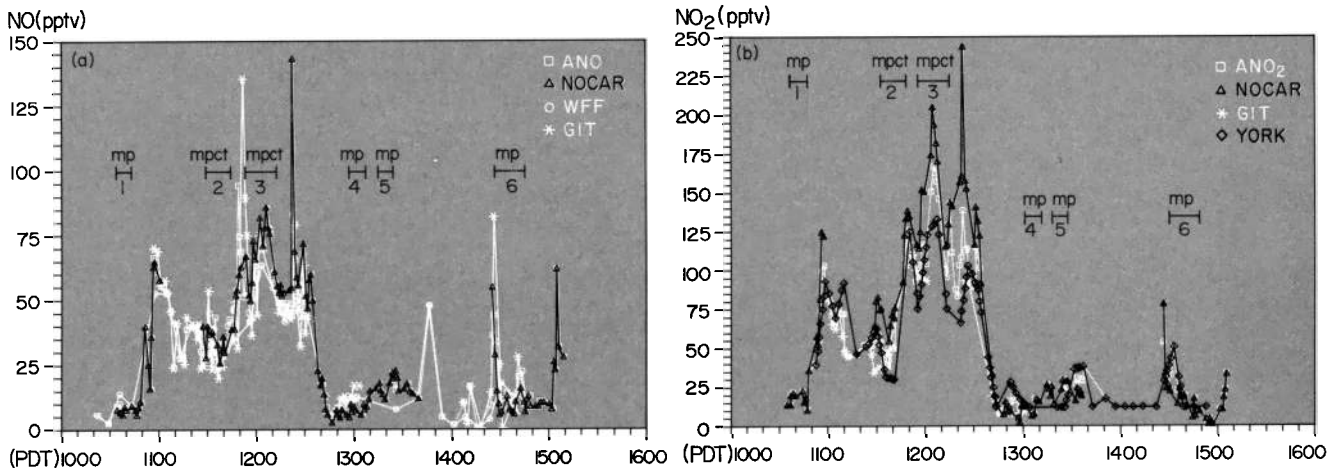 NO(pptv)
150
125
100
75
50
25
0
(a)
ANO
NOCAR
WFF
GIT
mp
1
mpct
2
mpct
3
mp
4
mp
5
mp
6
(PDT)
1000
1100
1200
1300
1400
1500
1600
NO2(pptv)
250
225
200
175
150
125
100
75
50
25
0
(b)
ANO2
NOCAR
GIT
YORK
mp
1
mpct
2
mpct
3
mp
4
mp
5
mp
6
(PDT)
1000
1100
1200
1300
1400
1500
1600